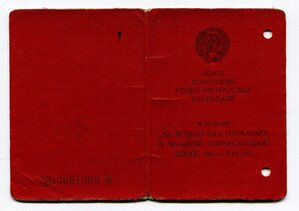 СОЮЗ
СОВЕТСКИХ
СОЦИАЛИСТИЧЕСКИХ
РЕСПУБЛИК
К МЕДАЛИ
„ЗА ПОБЕДУ НАД ГЕРМАНИЕЙ
В ВЕЛИКОЙ ОТЕЧЕСТВЕННОЙ
ВОЙНЕ 1941—1945 гг."